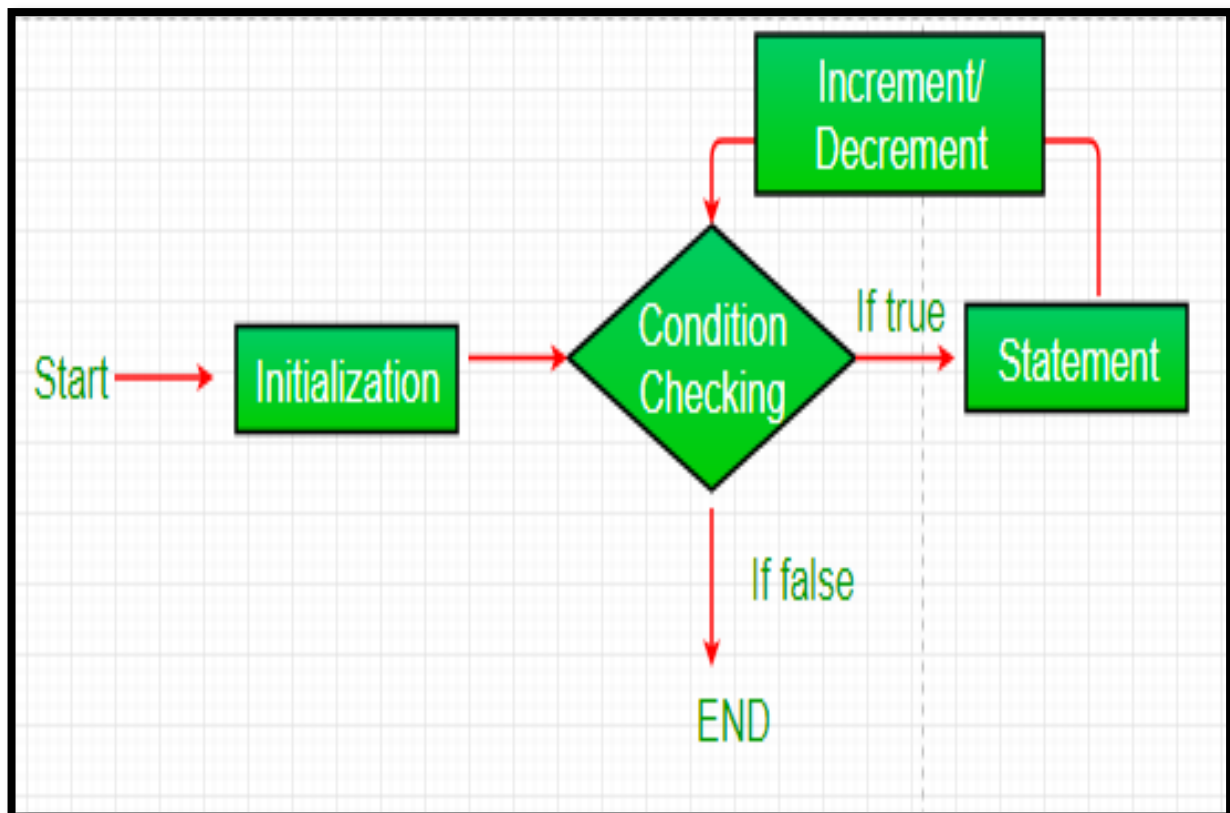 Start
Initialization
Condition
Checking
If true
Statement
Increment/
Decrement
If false
END